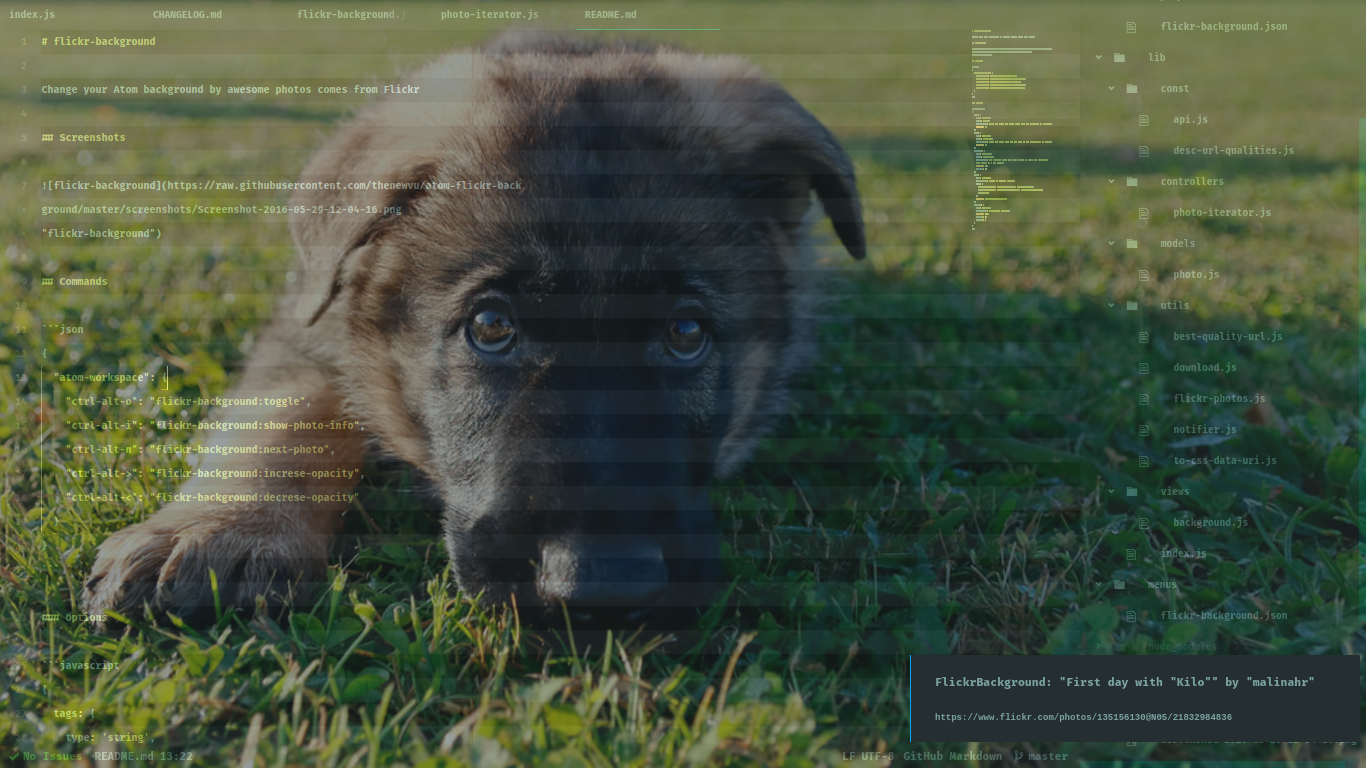 index.js
CHANGELOG.md
flickr-background.j
photo-iterator.js
README.md
1 # flickr-background
2
3 Change your Atom background by awesome photos comes from Flickr
4
5 ## Screenshots
6
7 ![flickr-background](https://raw.githubusercontent.com/thenewvu/atom-flickr-back
ground/master/screenshots/Screenshot-2016-05-29-12-04-16.png
"flickr-background")
8
9 ## Commands
10
11 ```json
12 {
13 "atom-workspace": {
14 "ctrl-alt-o": "flickr-background:toggle",
15 "ctrl-alt-i": "flickr-background:show-photo-info",
16 "ctrl-alt-n": "flickr-background:next-photo",
17 "ctrl-alt->": "flickr-background:increse-opacity",
18 "ctrl-alt-<": "flickr-background:decrese-opacity"
}
### Options
```javascript
{
tags: {
type: 'string',
flickr-background.json
lib
const
api.js
desc-url-qualities.js
controllers
photo-iterator.js
models
photo.js
utils
best-quality-url.js
download.js
flickr-photos.js
notifier.js
to-css-data-uri.js
views
background.js
index.js
menus
flickr-background.json
node_modules
FlickrBackground: "First day with "Kilo"" by "malinahr"
https://www.flickr.com/photos/135156130@N05/21832984836
No Issues README.md 13:22
LF UTF-8 GitHub Markdown master